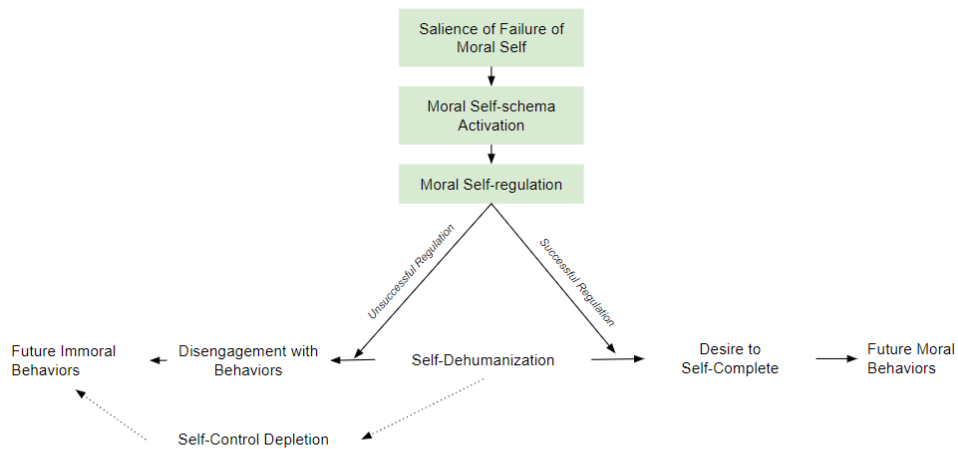 Salience of Failure of
Moral Self
Moral Self-schema
Activation
Moral Self-regulation
Unsuccessful Regulation
Successful Regulation
Future Immoral
Behaviors
Disengagement with
Behaviors
Self-Dehumanization
Desire to
Self-Complete
Future Moral
Behaviors
Self-Control Depletion